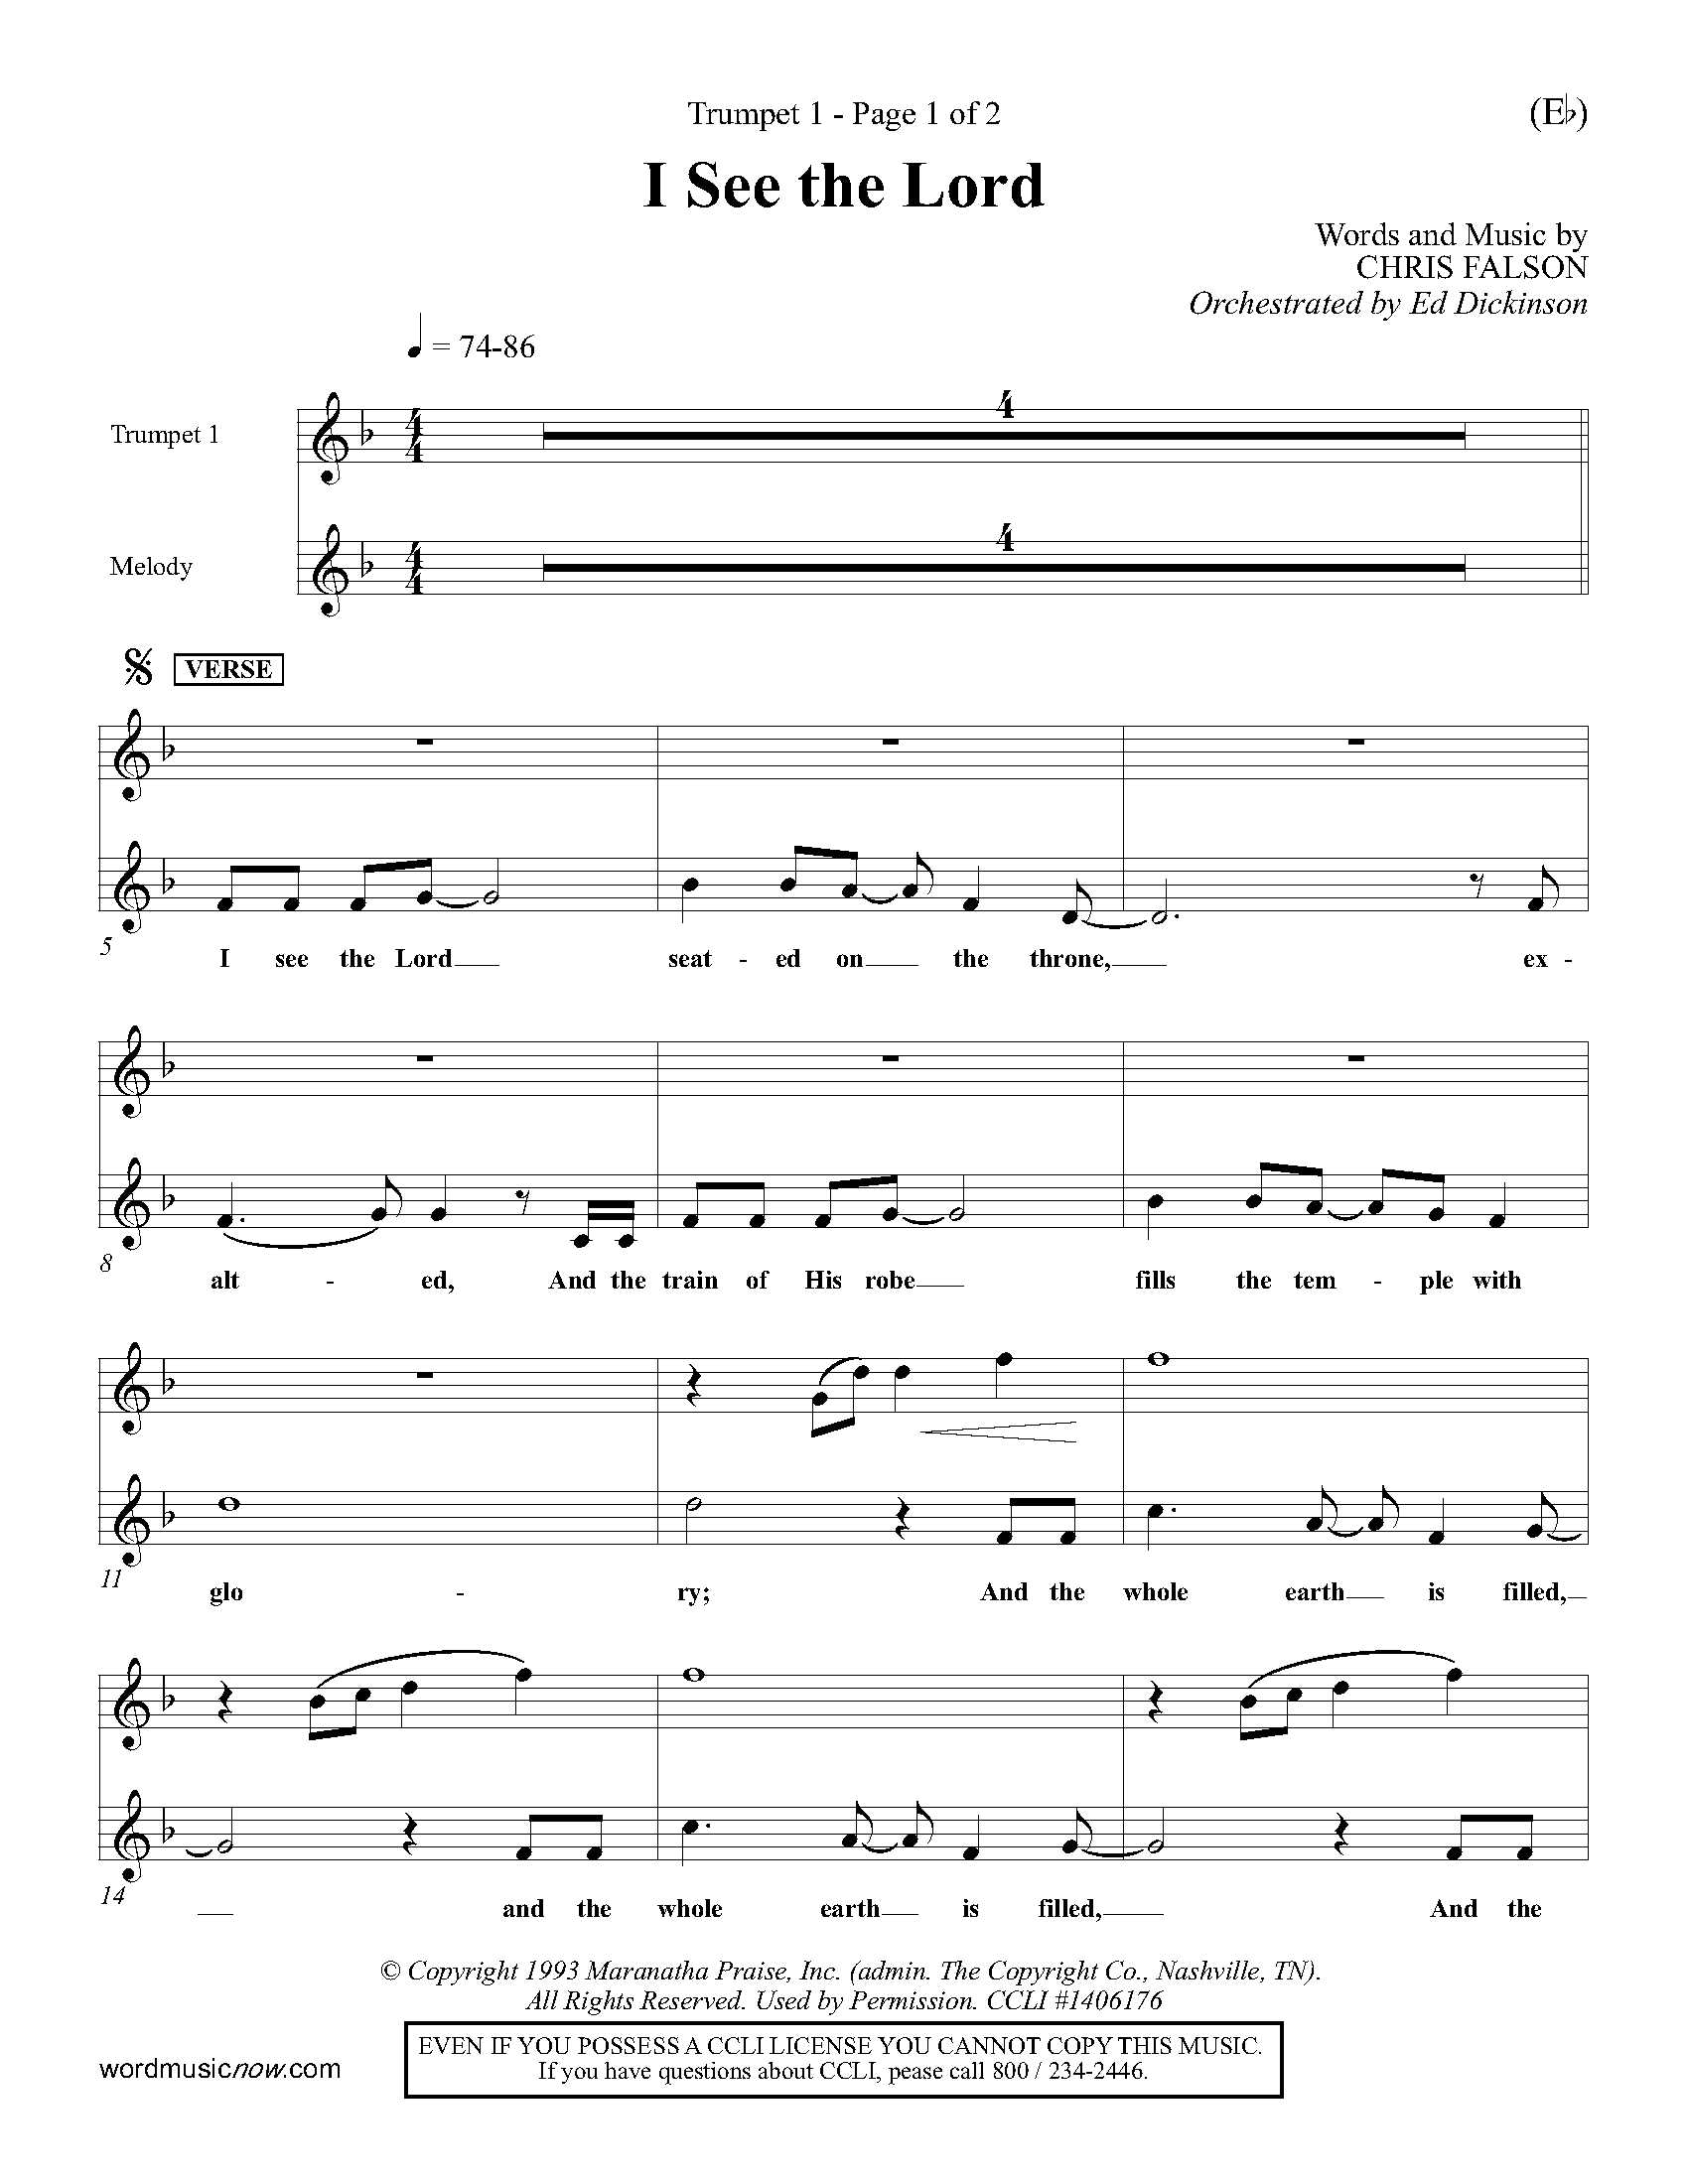 Trumpet 1 - Page 1 of 2
(E♭)
I See the Lord
Words and Music by
CHRIS FALSON
Orchestrated by Ed Dickinson
= 74-86
Trumpet 1
4
4
4
Melody
4
4
4
VERSE
5
I see the Lord seat - ed on the throne, ex -
8
alt - ed, And the train of His robe fills the tem - ple with
11
glo - ry; And the whole earth is filled,
14
and the whole earth is filled, And the
© Copyright 1993 Maranatha Praise, Inc. (admin. The Copyright Co., Nashville, TN).
All Rights Reserved. Used by Permission. CCLI #1406176
EVEN IF YOU POSSESS A CCLI LICENSE YOU CANNOT COPY THIS MUSIC.
If you have questions about CCLI, pease call 800 / 234-2446.
wordmusicnow.com